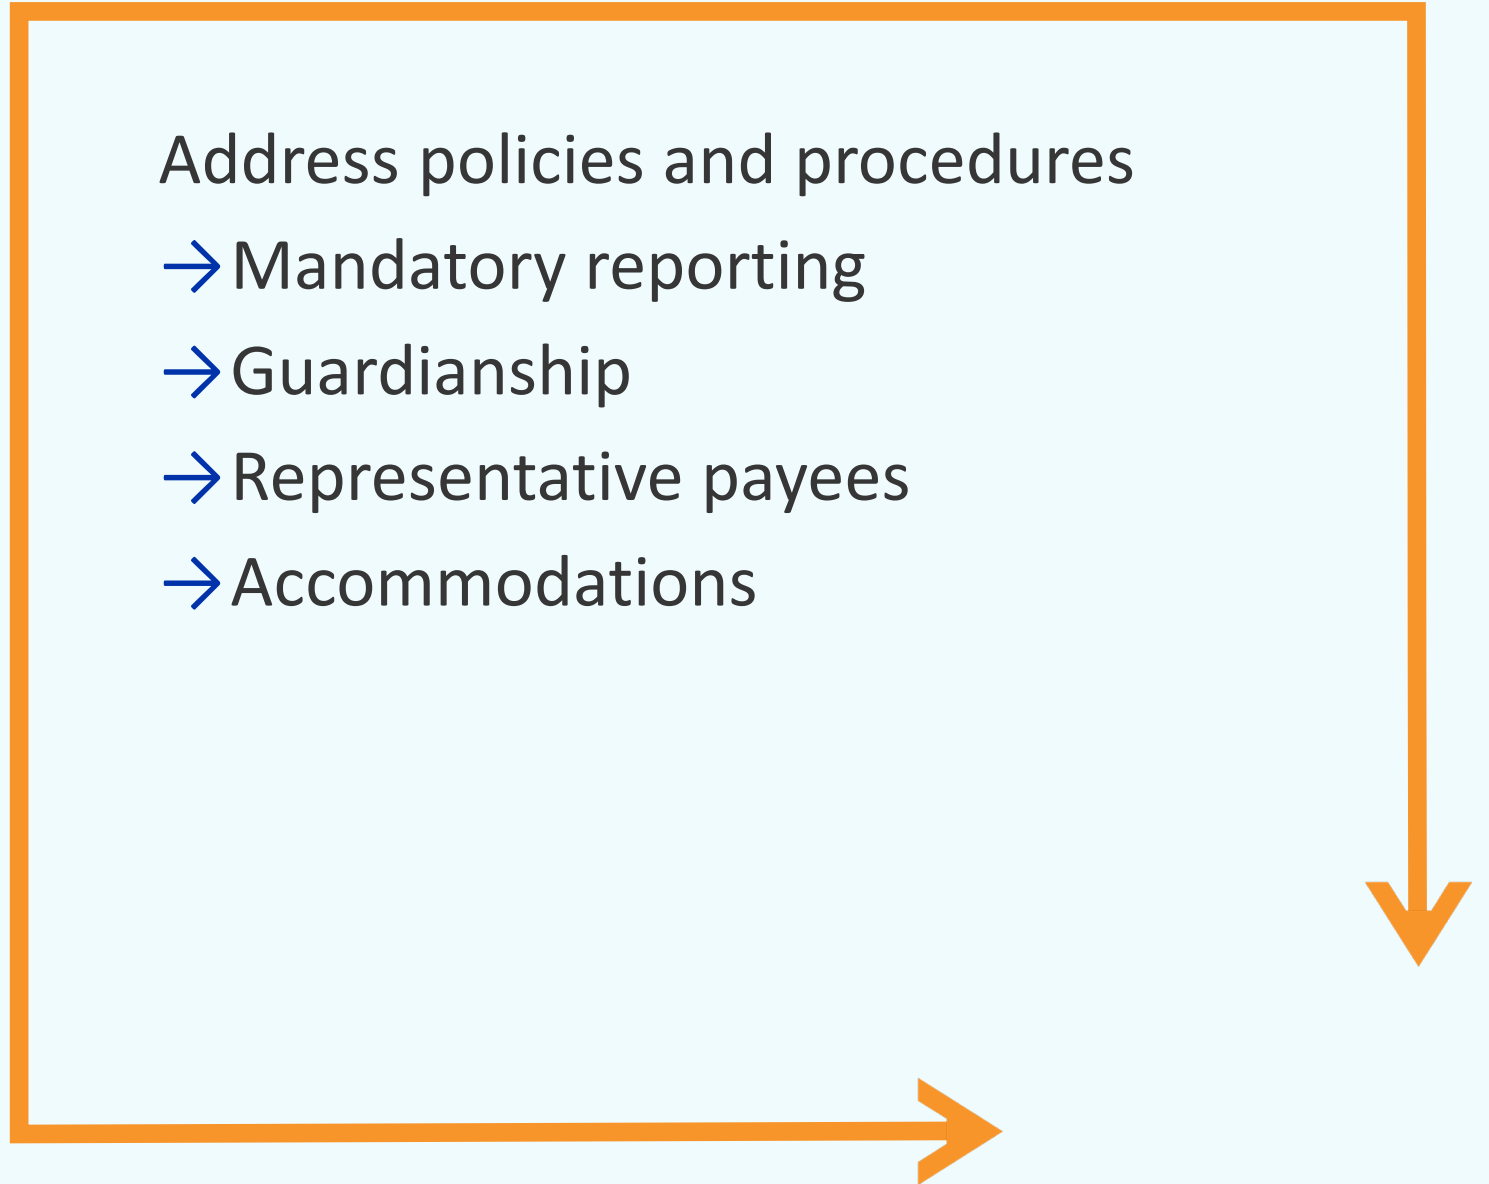 Address policies and procedures
→Mandatory reporting
→Guardianship
→Representative payees
→Accommodations